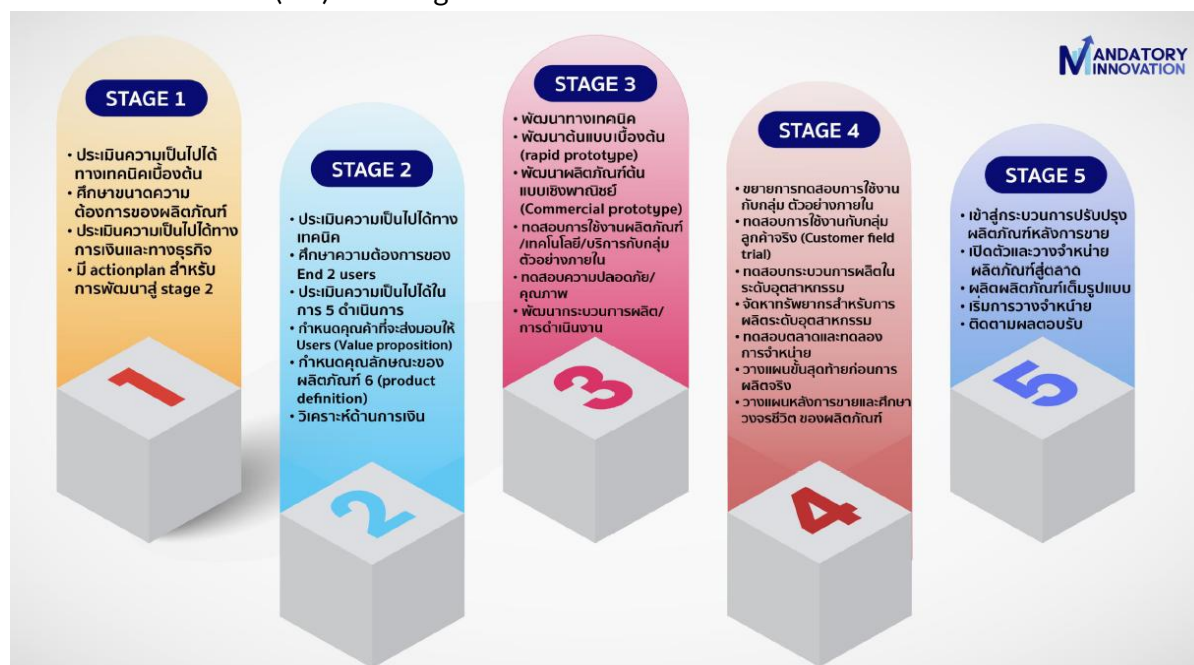 MANDATORY
INNOVATION
STAGE 1
• ประเมินความเป็นไปได้
ทางเทคนิคเบื้องต้น
• ศึกษาขนาดความ
ต้องการของผลิตภัณฑ์
• ประเมินความเป็นไปได้ทาง
การเงินและทางธุรกิจ
• มี actionplan สำหรับ
การพัฒนาสู่ stage 2
1
STAGE 2
• ประเมินความเป็นไปได้ทาง
เทคนิค
• ศึกษาความต้องการของ
End 2 users
• ประเมินความเป็นไปได้ใน
การ 5 ดำเนินการ
• กำหนดคุณค่าที่จะส่งมอบให้
Users (Value proposition)
• กำหนดคุณลักษณะของ
ผลิตภัณฑ์ 6 (product
definition)
• วิเคราะห์ด้านการเงิน
2
STAGE 3
• พัฒนาทางเทคนิค
• พัฒนาต้นแบบเบื้องต้น
(rapid prototype)
• พัฒนาผลิตภัณฑ์ต้น
แบบเชิงพาณิชย์
(Commercial prototype)
• ทดสอบการใช้งานผลิตภัณฑ์
/เทคโนโลยี/บริการกับกลุ่ม
ตัวอย่างภายใน
• ทดสอบความปลอดภัย/
คุณภาพ
• พัฒนากระบวนการผลิต/
การดำเนินงาน
3
STAGE 4
• ขยายการทดสอบการใช้งาน
กับกลุ่ม ตัวอย่างภายใน
• ทดสอบการใช้งานกับกลุ่ม
ลูกค้าจริง (Customer field
trial)
• ทดสอบกระบวนการผลิตใน
ระดับอุตสาหกรรม
• จัดหาทรัพยากรสำหรับการ
ผลิตระดับอุตสาหกรรม
• ทดสอบตลาดและทดลอง
การจำหน่าย
• วางแผนขั้นสุดท้ายก่อนการ
ผลิตจริง
• วางแผนหลังการขายและศึกษา
วงจรชีวิต ของผลิตภัณฑ์
4
STAGE 5
• เข้าสู่กระบวนการปรับปรุง
ผลิตภัณฑ์หลังการขาย
• เปิดตัวและวางจำหน่าย
ผลิตภัณฑ์สู่ตลาด
• ผลิตผลิตภัณฑ์เต็มรูปแบบ
• เริ่มการวางจำหน่าย
• ติดตามผลตอบรับ
5